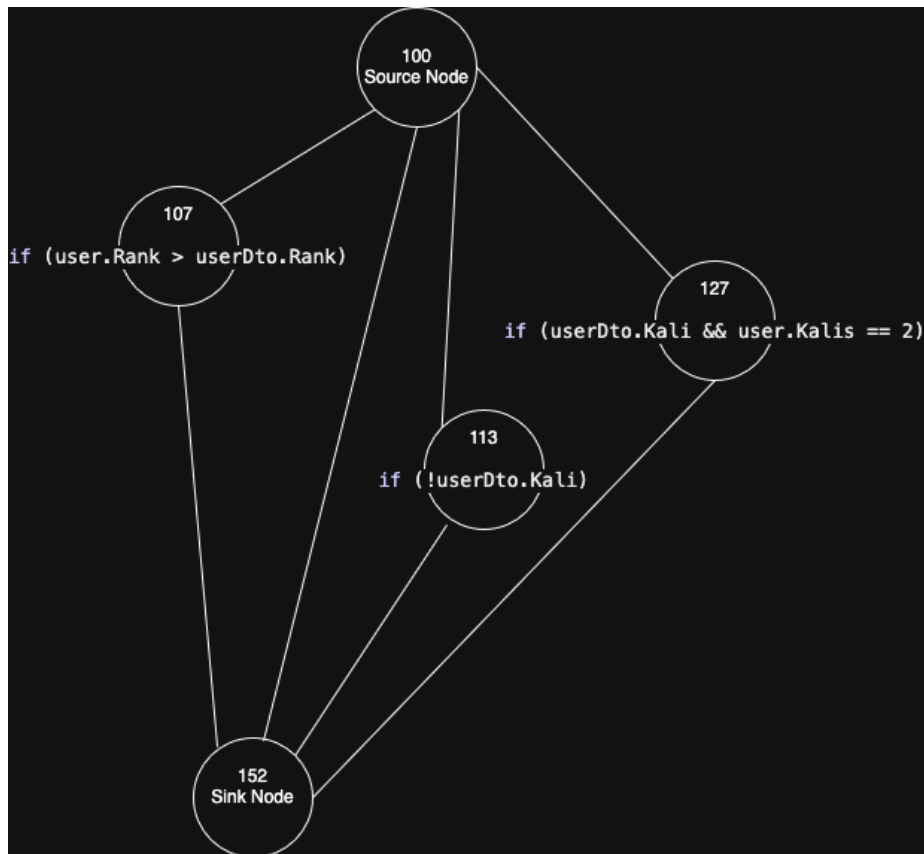 100
Source Node
107
if (user.Rank > userDto.Rank)
127
if (userDto.Kali && user.Kalis == 2)
113
if (!userDto.Kali)
152
Sink Node